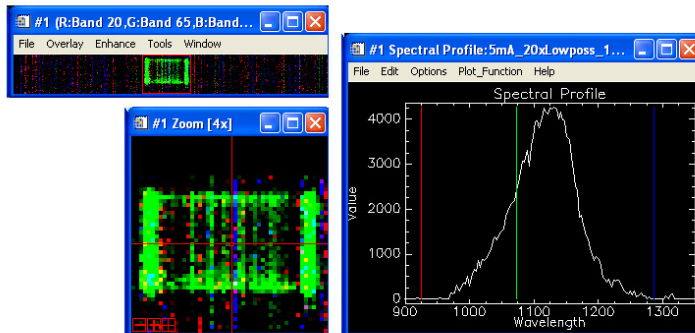 #1 (R:Band 20,G:Band 65,B:Band...
File Overlay Enhance Tools Window
#1 Zoom [4x]
#1 Spectral Profile:5mA_20xLowposs_1...
File Edit Options Plot_Function Help
Spectral Profile
Value
4000
3000
2000
1000
0
900 1000 1100 1200 1300
Wavelength